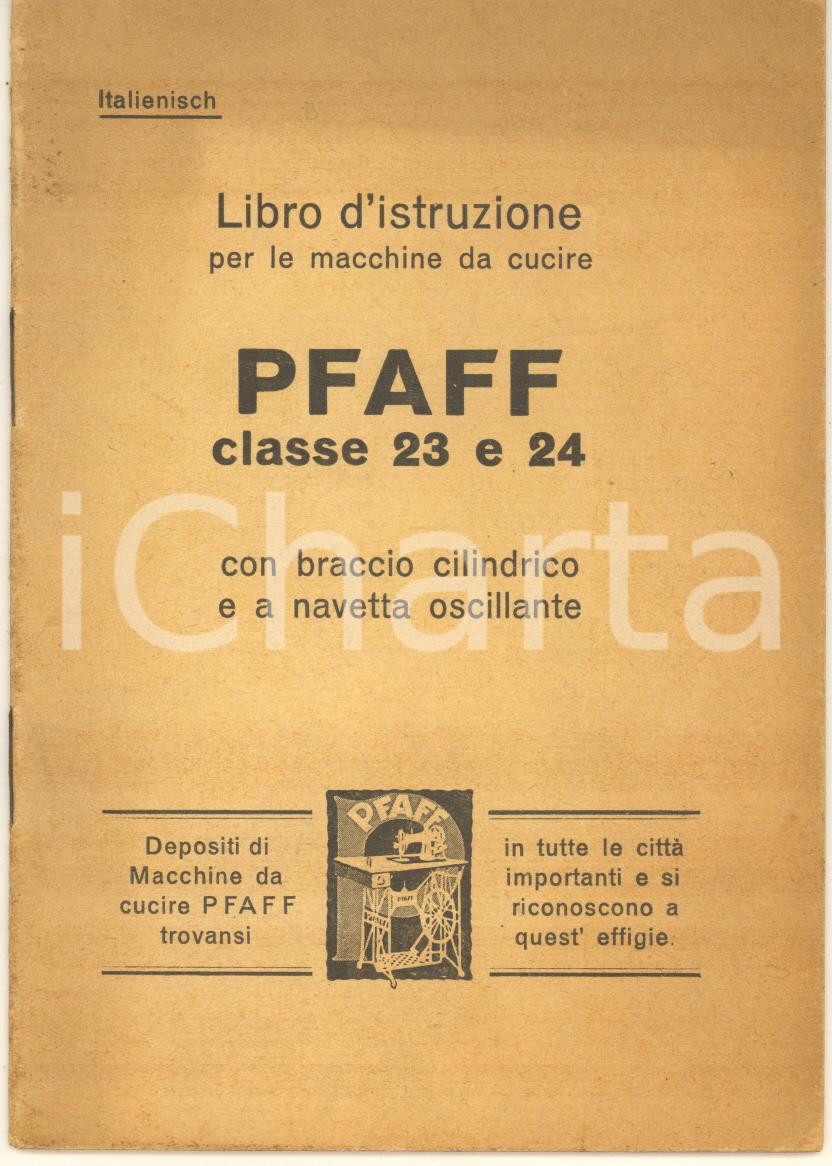 Italienisch
Libro d'istruzione
per le macchine da cucire
PFAFF
classe 23 e 24
con braccio cilindrico
e a navetta oscillante
iCharta
Depositi di
Macchine da
cucire PFAFF
trovansi
PFAFF
PFAFF
in tutte le città
importanti e si
riconoscono a
quest' effigie.